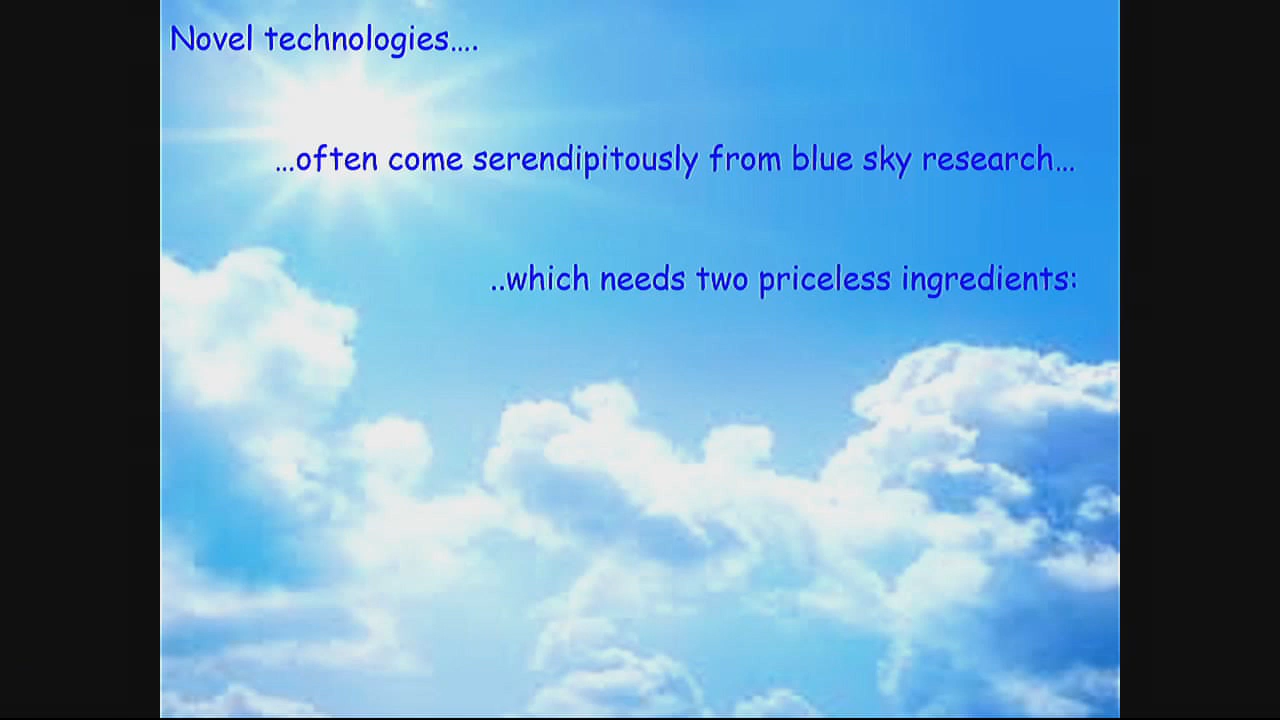 Novel technologies....
...often come serendipitously from blue sky research...
..which needs two priceless ingredients: